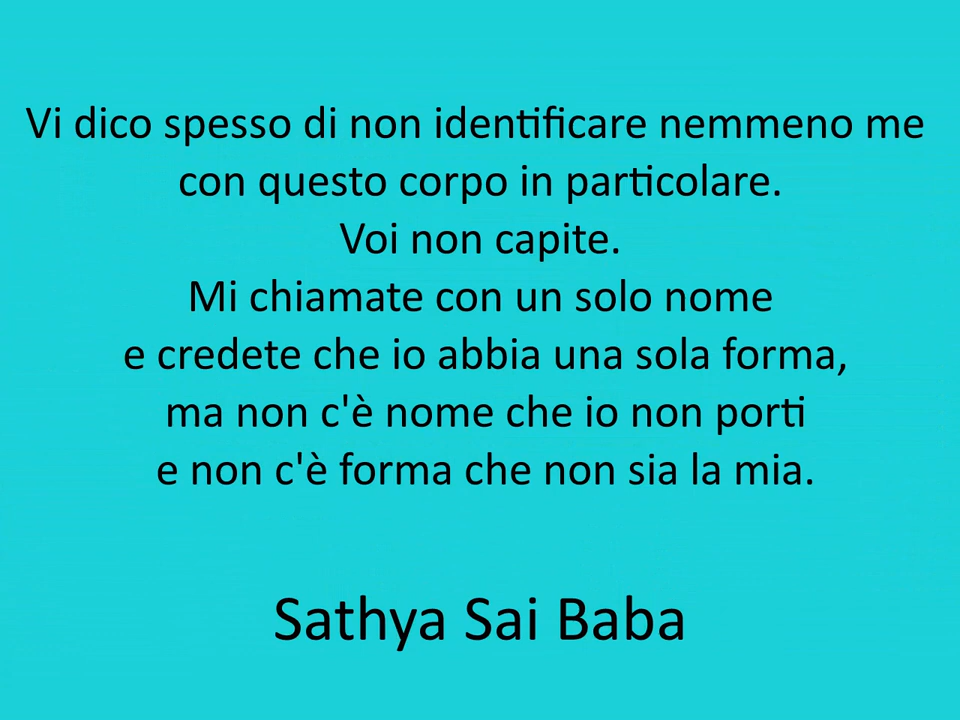 Vi dico spesso di non identificare nemmeno me
con questo corpo in particolare.
Voi non capite.
Mi chiamate con un solo nome
e credete che io abbia una sola forma,
ma non c'è nome che io non porti
e non c'è forma che non sia la mia.
Sathya Sai Baba